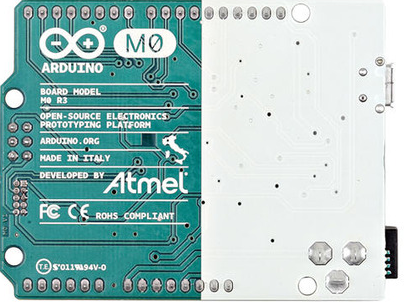 M0
ARDUINO
BOARD MODEL
M0 R3
OPEN-SOURCE ELECTRONICS
PROTOTYPING PLATFORM
ARDUINO.ORG
MADE IN ITALY
DEVELOPED BY Atmel
FC CE ROHS COMPLIANT